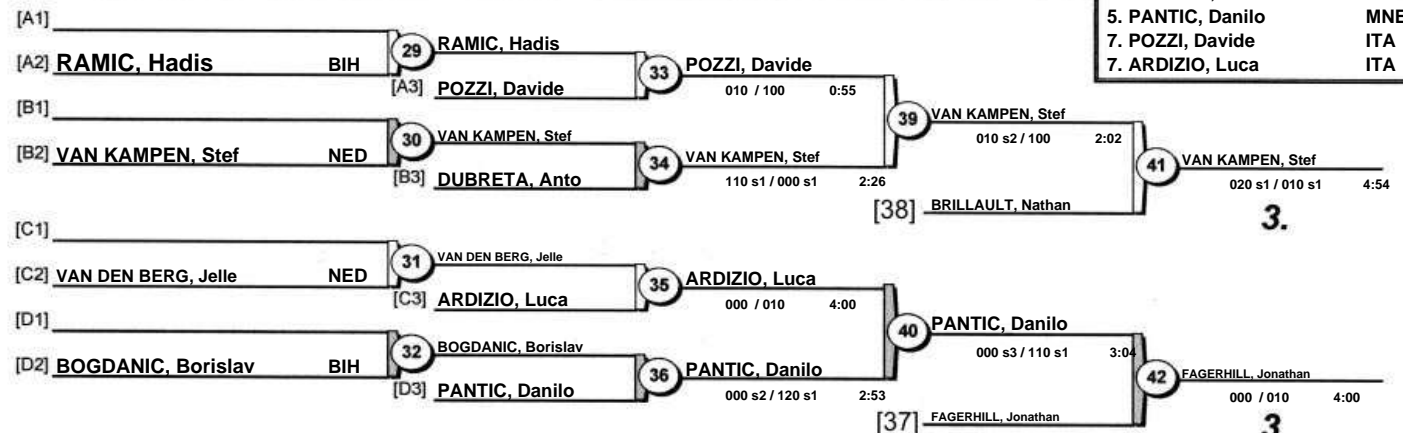 5. PANTIC, Danilo MNE
7. POZZI, Davide ITA
7. ARDIZIO, Luca ITA
[A1]
[A2] RAMIC, Hadis BIH
29
RAMIC, Hadis
[A3] POZZI, Davide
33
POZZI, Davide
010 / 100 0:55
[B1]
[B2] VAN KAMPEN, Stef NED
30
VAN KAMPEN, Stef
[B3] DUBRETA, Anto
34
VAN KAMPEN, Stef
110 s1 / 000 s1 2:26
39
VAN KAMPEN, Stef
010 s2 / 100 2:02
[38] BRILLAULT, Nathan
41
VAN KAMPEN, Stef
020 s1 / 010 s1 4:54
3.
[C1]
[C2] VAN DEN BERG, Jelle NED
31
VAN DEN BERG, Jelle
[C3] ARDIZIO, Luca
35
ARDIZIO, Luca
000 / 010 4:00
[D1]
[D2] BOGDANIC, Borislav BIH
32
BOGDANIC, Borislav
[D3] PANTIC, Danilo
36
PANTIC, Danilo
000 s2 / 120 s1 2:53
40
PANTIC, Danilo
000 s3 / 110 s1 3:04
[37] FAGERHILL, Jonathan
42
FAGERHILL, Jonathan
000 / 010 4:00
3